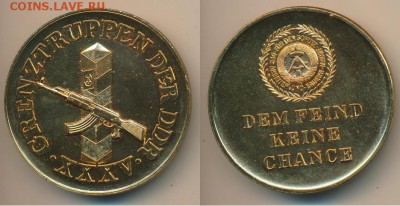 COINS.LAVE.RU
GRENZTRUPPEN DER DDR
XXXV
DEM FEIND
KEINE
CHANCE